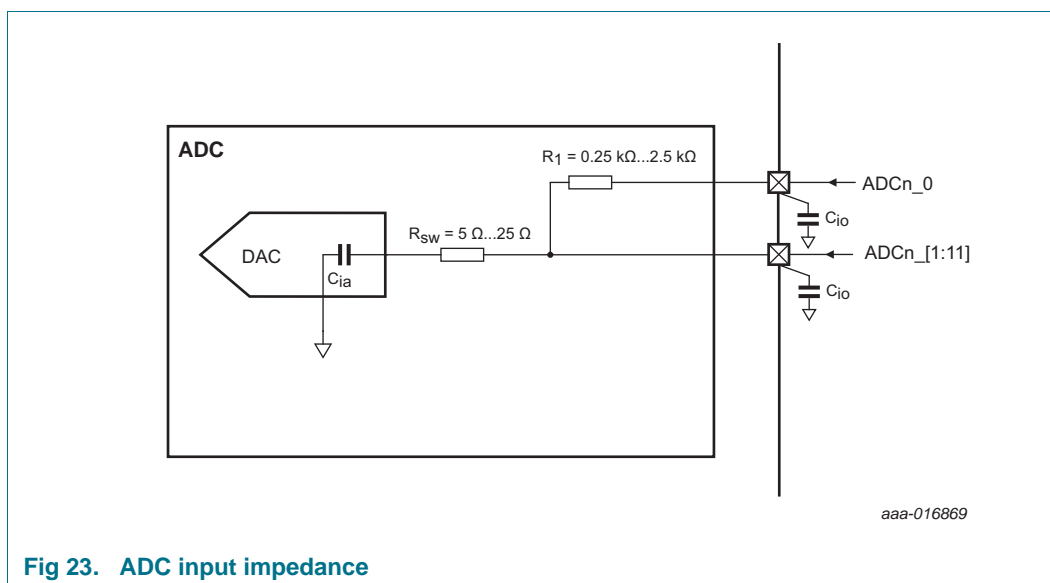 ADC
R1 = 0.25 kΩ...2.5 kΩ
ADCn_0
Cio
Rsw = 5 Ω...25 Ω
DAC
ADCn_[1:11]
Cia
Cio
aaa-016869
Fig 23. ADC input impedance